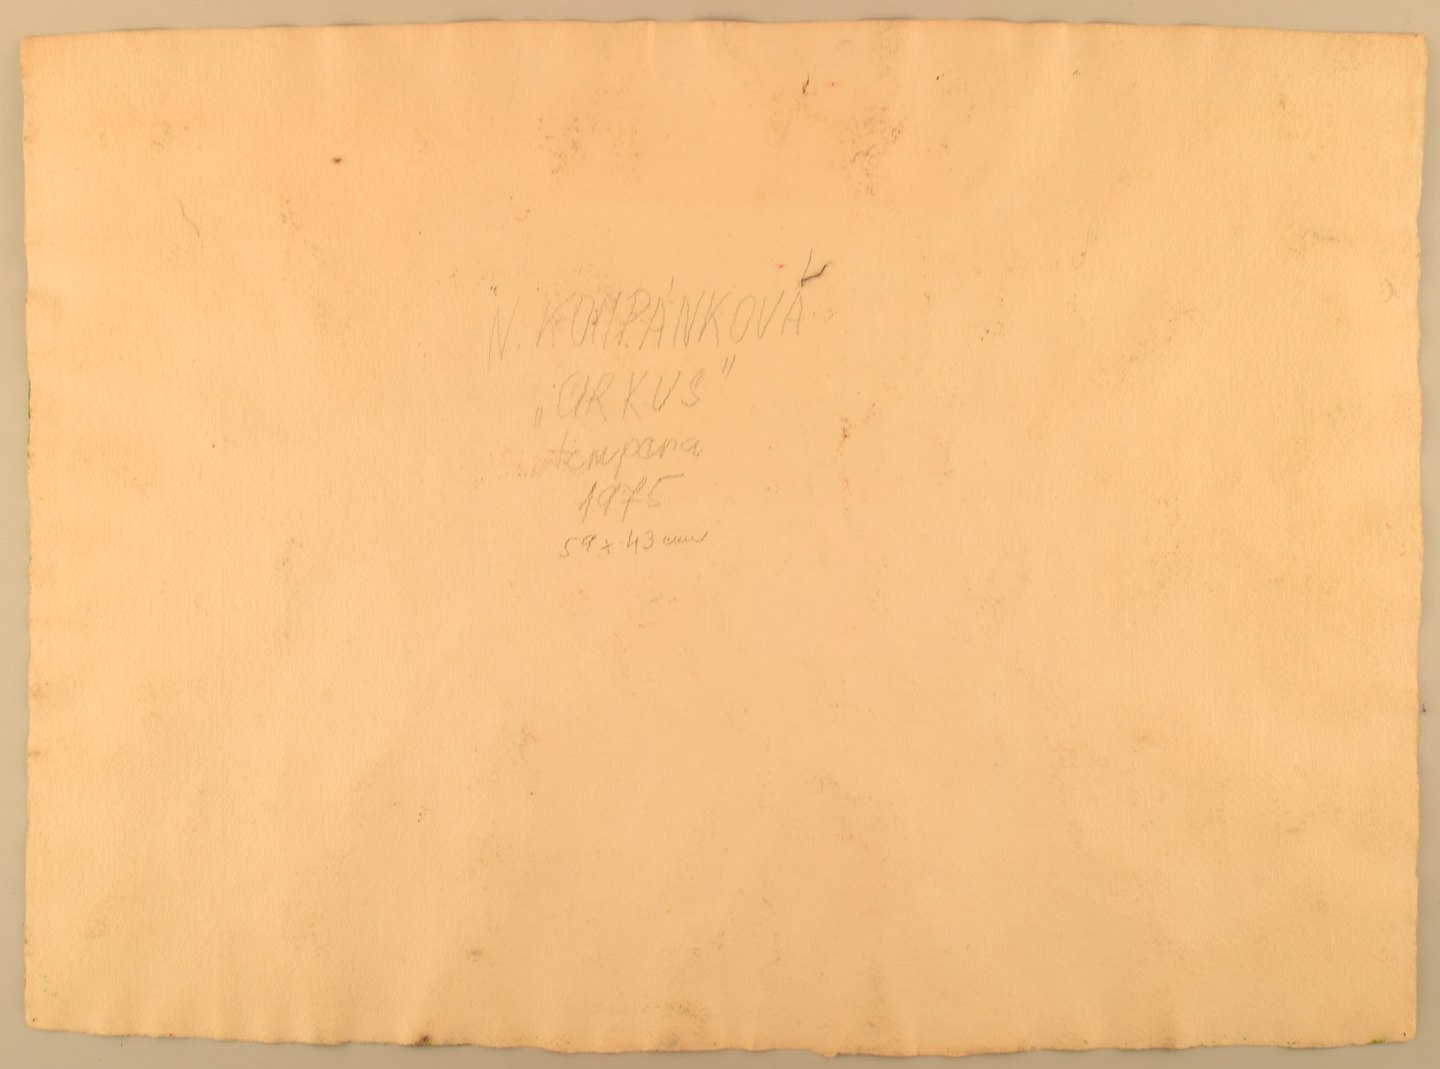 N. KOMPÁNKOVÁ
„CIRKUS"
tempera
1975
59 x 43 cm